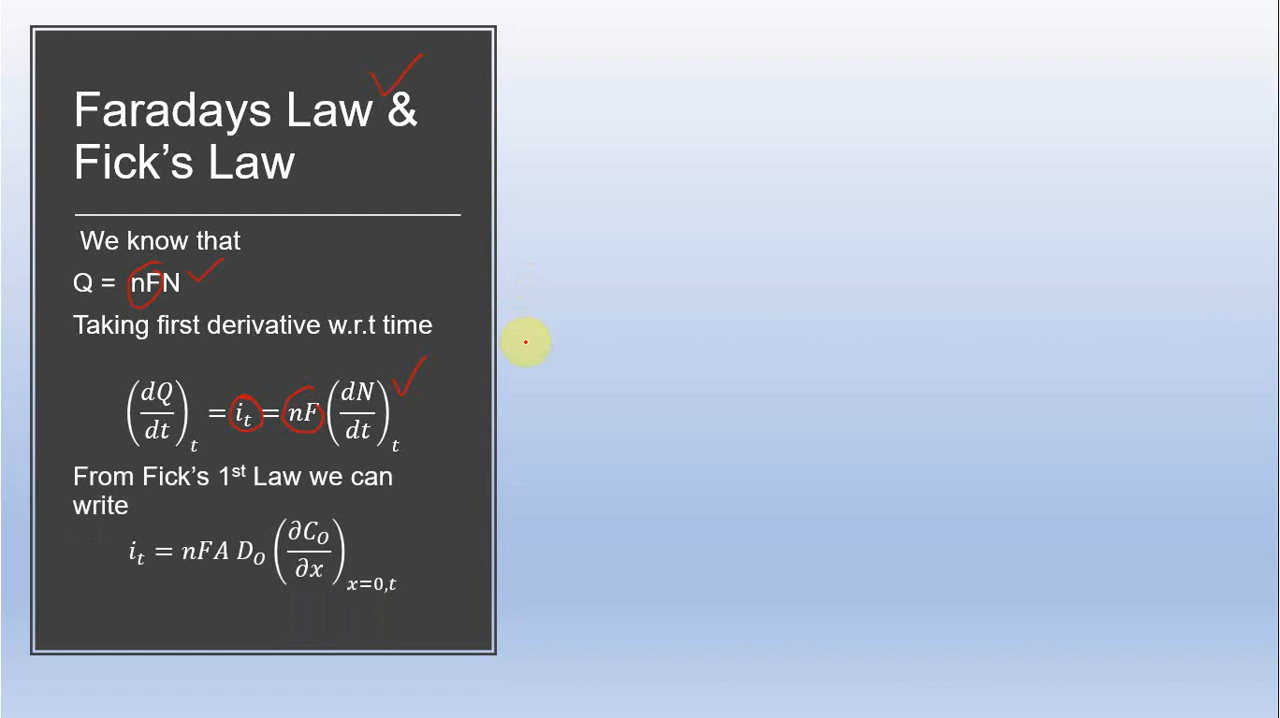 Faradays Law &
Fick's Law
We know that
Q = nFN
Taking first derivative w.r.t time
(dQ/dt)_t = i_t = nF (dN/dt)_t
From Fick's 1st Law we can
write
i_t = nFA D_O (∂C_O/∂x)_{x=0,t}